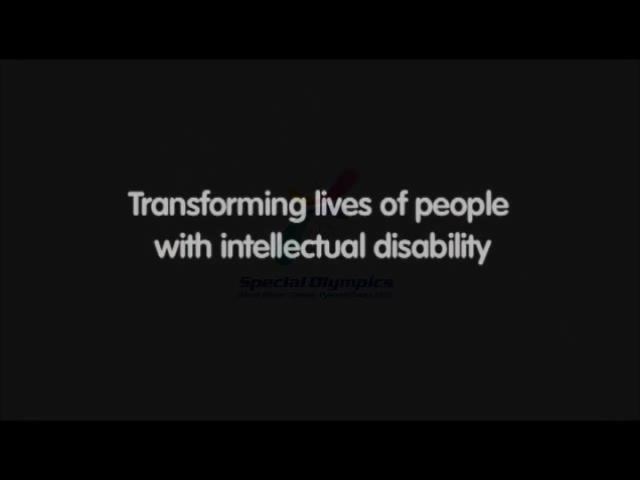 Transforming lives of people
with intellectual disability
Special Olympics